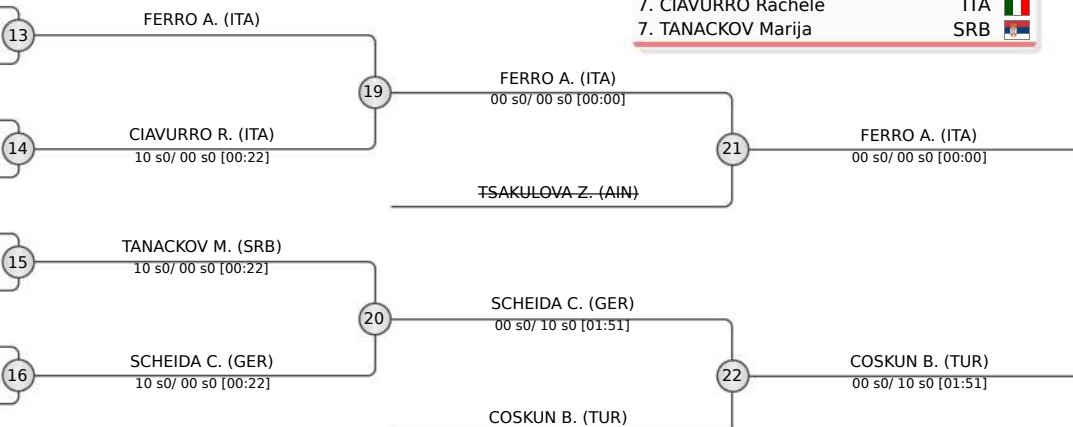 7. CIAVURRO Rachele ITA
7. TANACKOV Marija SRB
13
FERRO A. (ITA)
14
CIAVURRO R. (ITA)
10 s0/ 00 s0 [00:22]
19
FERRO A. (ITA)
00 s0/ 00 s0 [00:00]
TSAKULOVA Z. (AIN)
21
FERRO A. (ITA)
00 s0/ 00 s0 [00:00]
15
TANACKOV M. (SRB)
10 s0/ 00 s0 [00:22]
16
SCHEIDA C. (GER)
10 s0/ 00 s0 [00:22]
20
SCHEIDA C. (GER)
00 s0/ 10 s0 [01:51]
COSKUN B. (TUR)
22
COSKUN B. (TUR)
00 s0/ 10 s0 [01:51]